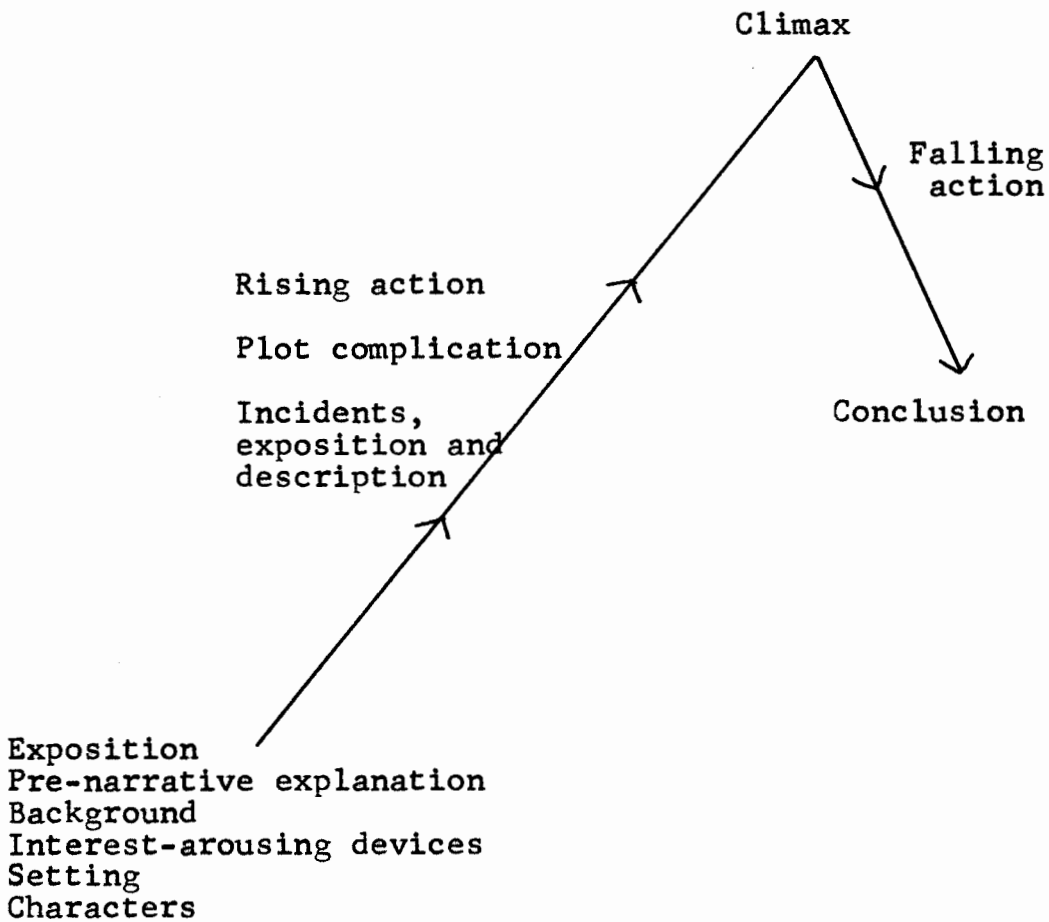 Climax
Falling
action
Rising action
Plot complication
Incidents,
exposition and
description
Conclusion
Exposition
Pre-narrative explanation
Background
Interest-arousing devices
Setting
Characters